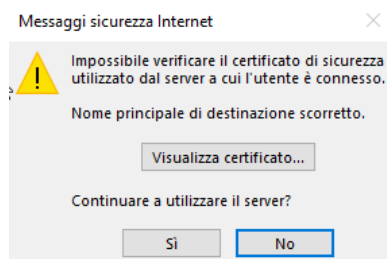 Messaggi sicurezza Internet
Impossibile verificare il certificato di sicurezza
utilizzato dal server a cui l'utente è connesso.
Nome principale di destinazione scorretto.
Visualizza certificato...
Continuare a utilizzare il server?
Sì
No